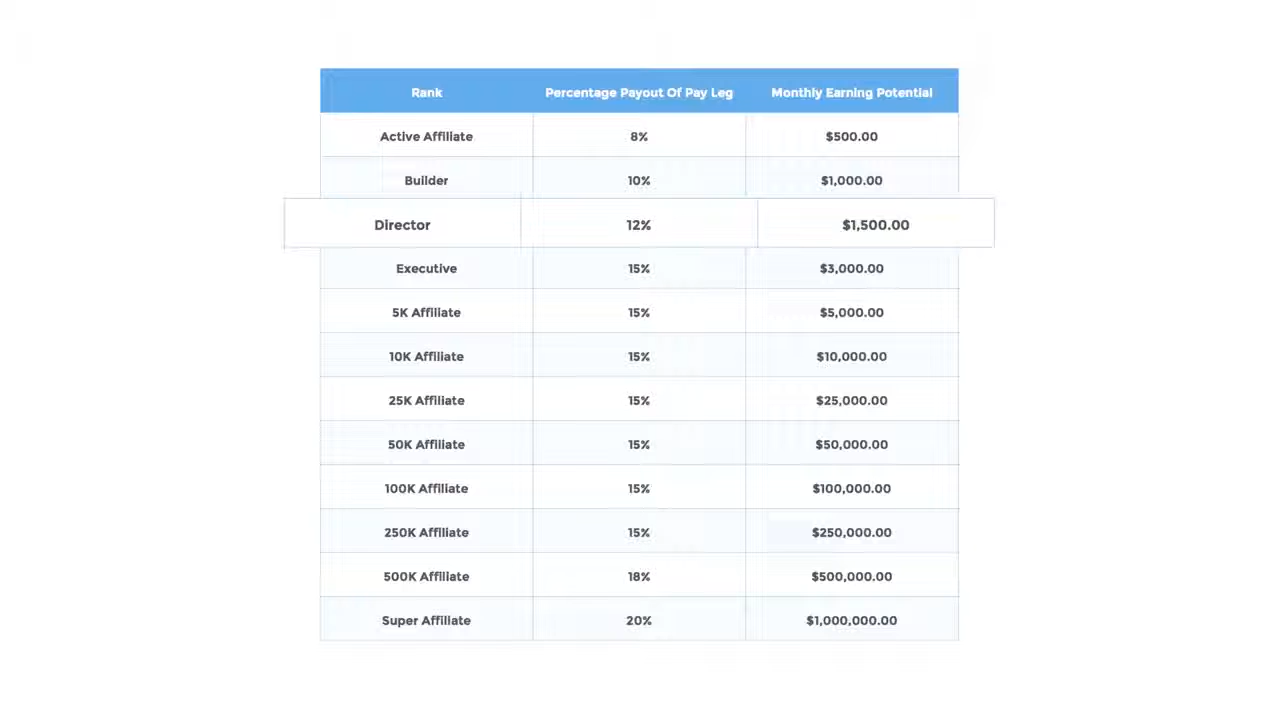 Rank Percentage Payout Of Pay Leg Monthly Earning Potential
Active Affiliate 8% $500.00
Builder 10% $1,000.00
Director 12% $1,500.00
Executive 15% $3,000.00
5K Affiliate 15% $5,000.00
10K Affiliate 15% $10,000.00
25K Affiliate 15% $25,000.00
50K Affiliate 15% $50,000.00
100K Affiliate 15% $100,000.00
250K Affiliate 15% $250,000.00
500K Affiliate 18% $500,000.00
Super Affiliate 20% $1,000,000.00